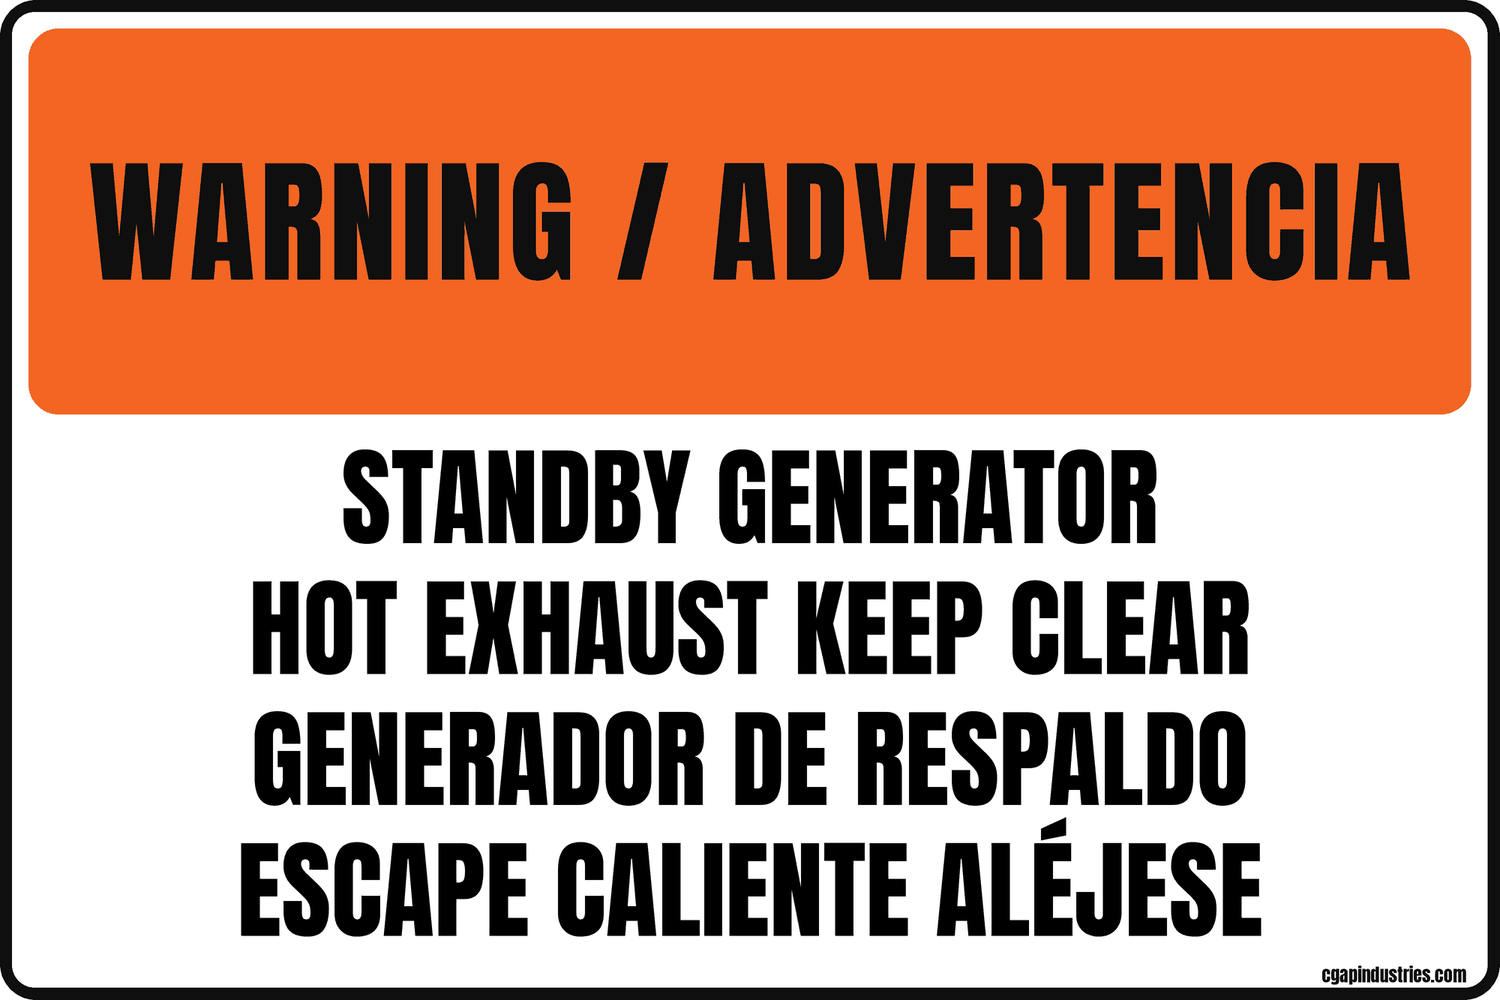 WARNING / ADVERTENCIA
STANDBY GENERATOR
HOT EXHAUST KEEP CLEAR
GENERADOR DE RESPALDO
ESCAPE CALIENTE ALÉJESE
cgapindustries.com